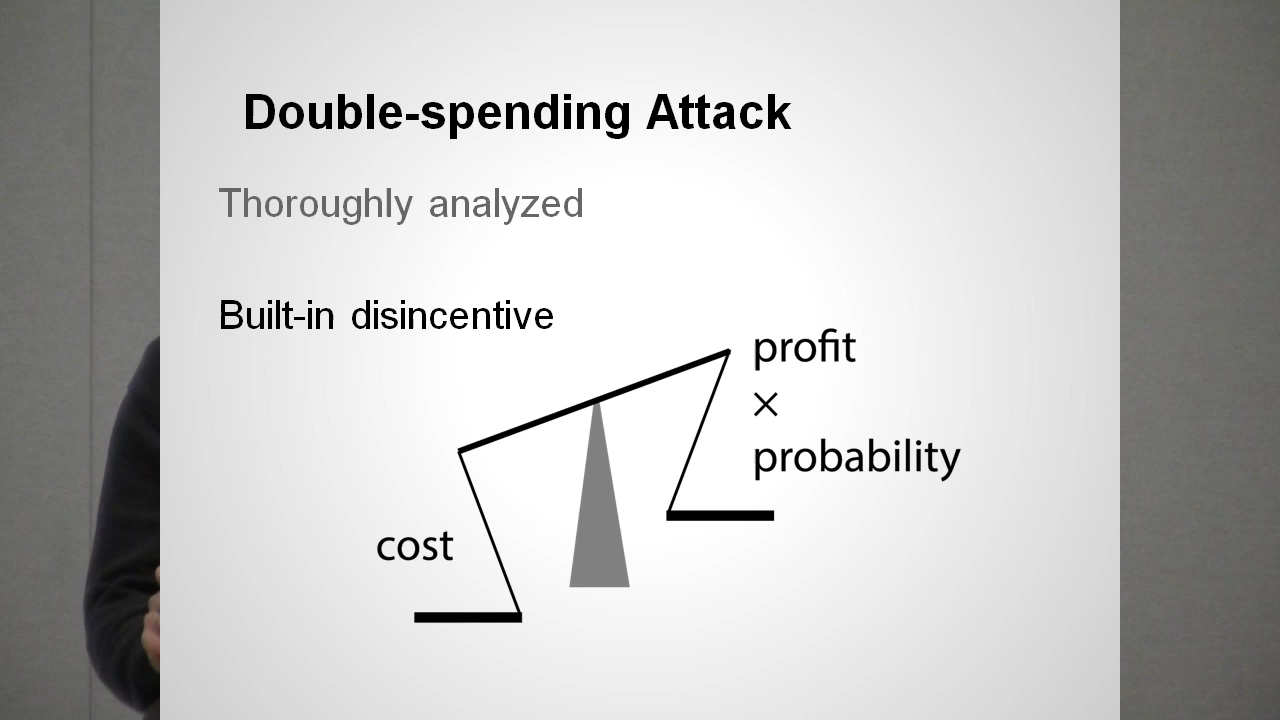 Double-spending Attack
Thoroughly analyzed
Built-in disincentive
profit
×
probability
cost